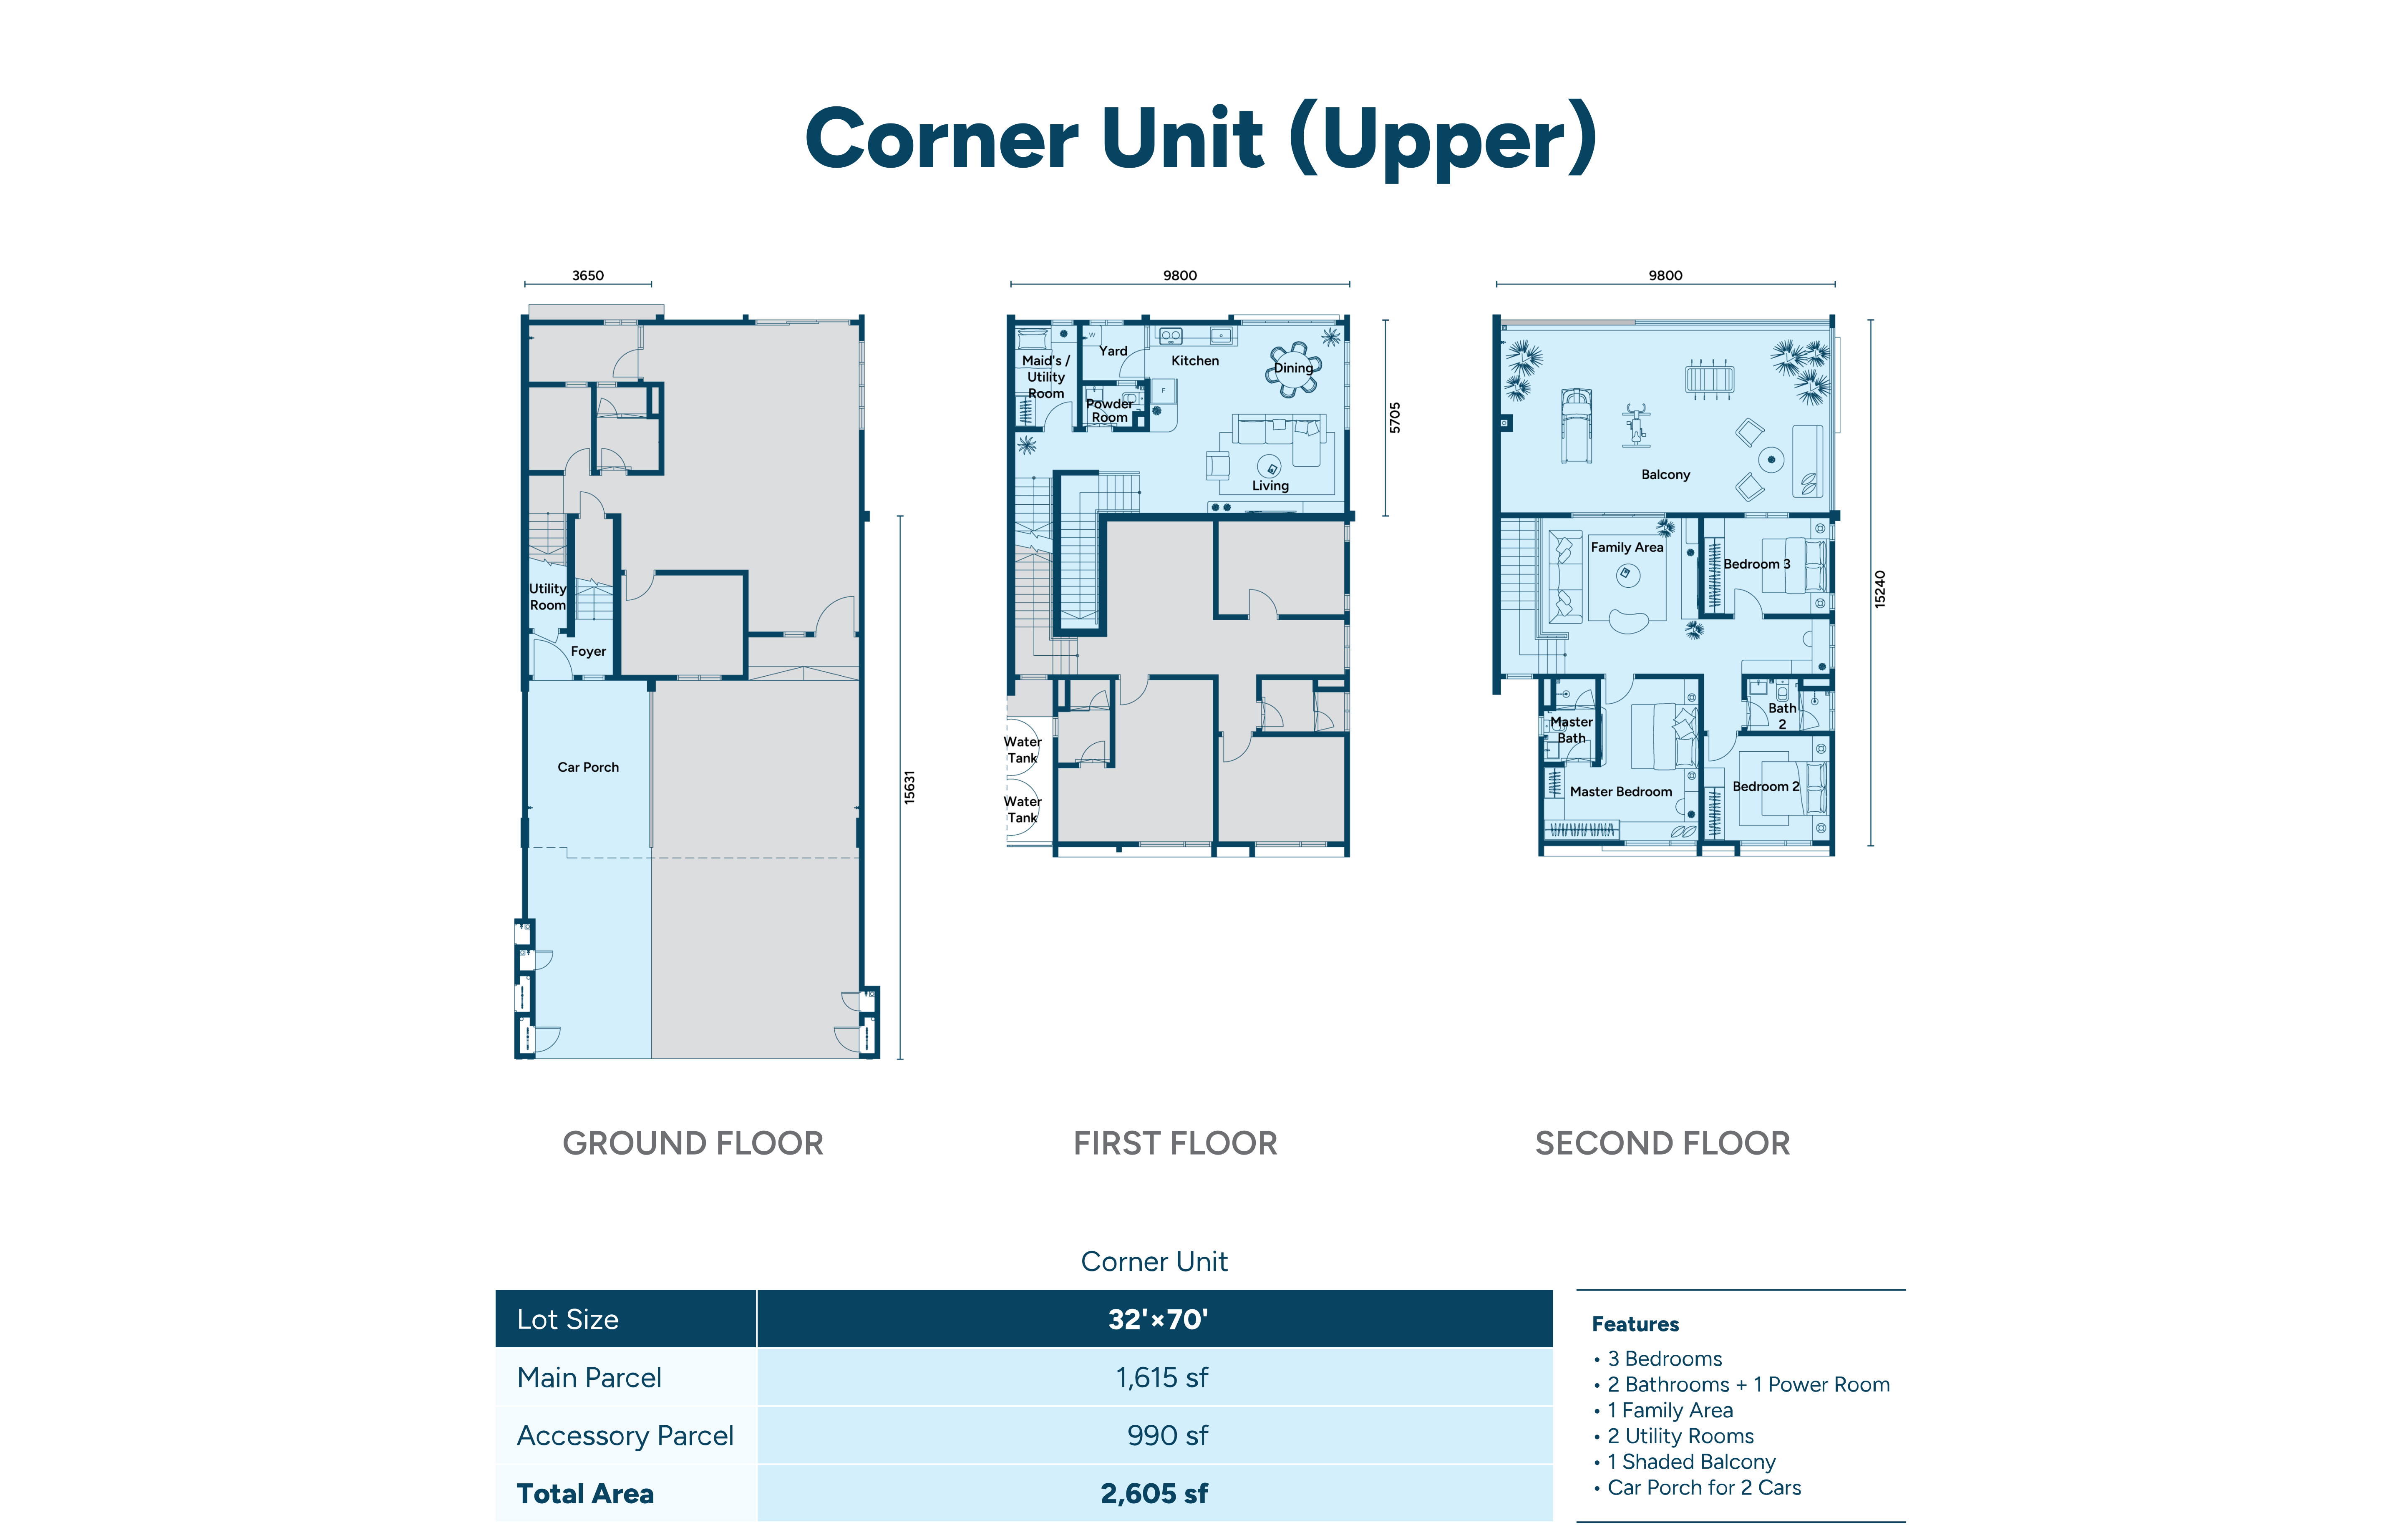 Corner Unit (Upper)
3650
Utility
Room
Foyer
Car Porch
15631
GROUND FLOOR
9800
Maid's /
Utility
Room
W
Yard
Powder
Room
Kitchen
F
Dining
Living
5705
Water
Tank
Water
Tank
FIRST FLOOR
9800
Balcony
Family Area
Bedroom 3
Master
Bath
Bath
2
Master Bedroom
Bedroom 2
15240
SECOND FLOOR
Corner Unit
Lot Size 32'×70'
Main Parcel 1,615 sf
Accessory Parcel 990 sf
Total Area 2,605 sf
Features
• 3 Bedrooms
• 2 Bathrooms + 1 Power Room
• 1 Family Area
• 2 Utility Rooms
• 1 Shaded Balcony
• Car Porch for 2 Cars